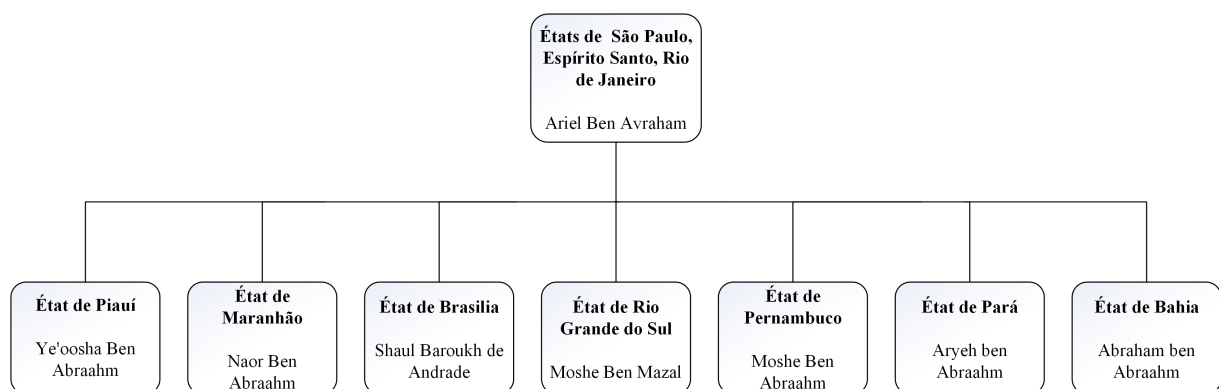 États de São Paulo,
Espírito Santo, Rio
de Janeiro
Ariel Ben Avraham
État de Piauí
Ye'oosha Ben
Abraahm
État de
Maranhão
Naor Ben
Abraahm
État de Brasilia
Shaul Baroukh de
Andrade
État de Rio
Grande do Sul
Moshe Ben Mazal
État de
Pernambuco
Moshe Ben
Abraahm
État de Pará
Aryeh ben
Abraahm
État de Bahia
Abraham ben
Abraahm